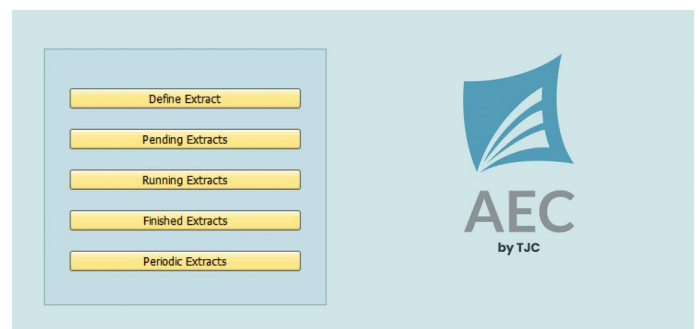 Define Extract
Pending Extracts
Running Extracts
Finished Extracts
Periodic Extracts
AEC
by TJC